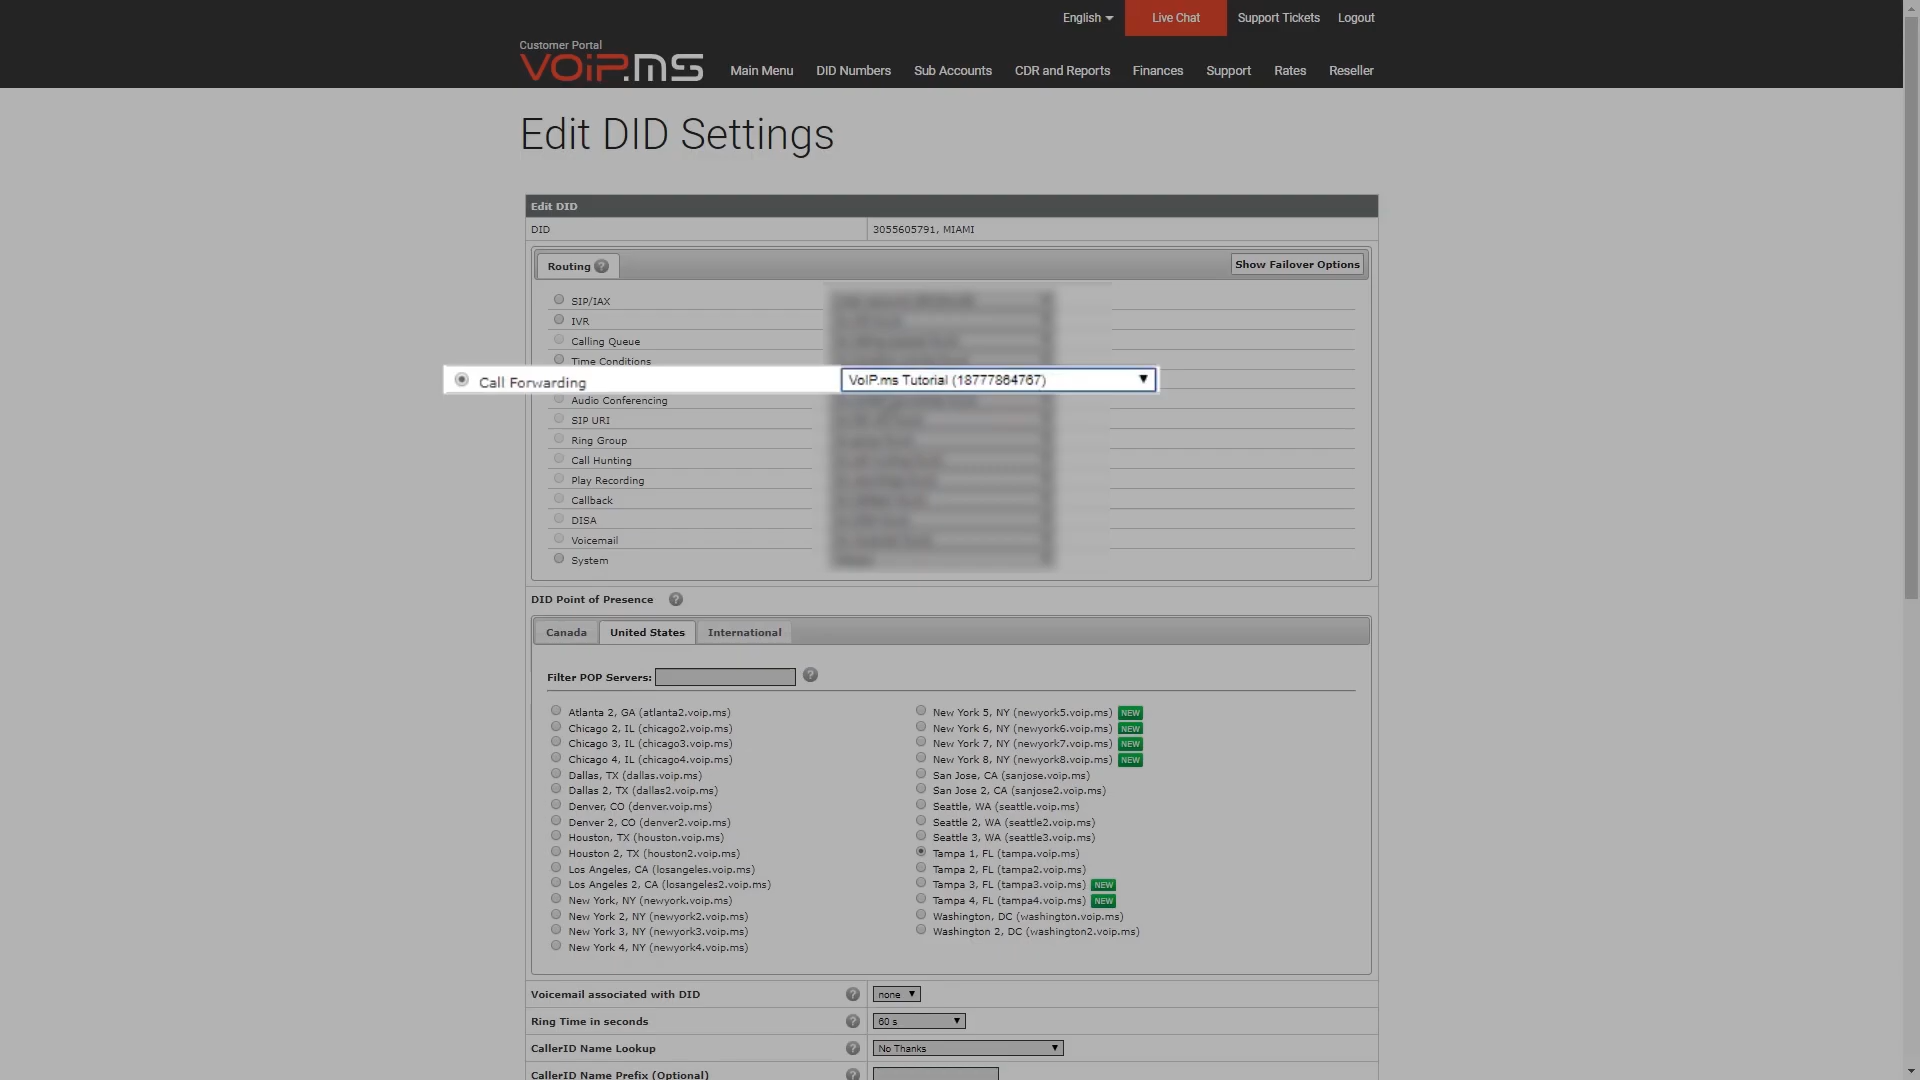 English Live Chat Support Tickets Logout
Customer Portal
VOiP.MS Main Menu DID Numbers Sub Accounts CDR and Reports Finances Support Rates Reseller
Edit DID Settings
Edit DID
DID 3055605791, MIAMI
Routing ? Show Failover Options
SIP/IAX
IVR
Calling Queue
Time Conditions
Call Forwarding VoIP.ms Tutorial (18777864767)
Audio Conferencing
SIP URI
Ring Group
Call Hunting
Play Recording
Callback
DISA
Voicemail
System
DID Point of Presence ?
Canada United States International
Filter POP Servers: ?
Atlanta 2, GA (atlanta2.voip.ms) New York 5, NY (newyork5.voip.ms) NEW
Chicago 2, IL (chicago2.voip.ms) New York 6, NY (newyork6.voip.ms) NEW
Chicago 3, IL (chicago3.voip.ms) New York 7, NY (newyork7.voip.ms) NEW
Chicago 4, IL (chicago4.voip.ms) New York 8, NY (newyork8.voip.ms) NEW
Dallas, TX (dallas.voip.ms) San Jose, CA (sanjose.voip.ms)
Dallas 2, TX (dallas2.voip.ms) San Jose 2, CA (sanjose2.voip.ms)
Denver, CO (denver.voip.ms) Seattle, WA (seattle.voip.ms)
Denver 2, CO (denver2.voip.ms) Seattle 2, WA (seattle2.voip.ms)
Houston, TX (houston.voip.ms) Seattle 3, WA (seattle3.voip.ms)
Houston 2, TX (houston2.voip.ms) Tampa 1, FL (tampa.voip.ms)
Los Angeles, CA (losangeles.voip.ms) Tampa 2, FL (tampa2.voip.ms)
Los Angeles 2, CA (losangeles2.voip.ms) Tampa 3, FL (tampa3.voip.ms) NEW
New York, NY (newyork.voip.ms) Tampa 4, FL (tampa4.voip.ms) NEW
New York 2, NY (newyork2.voip.ms) Washington, DC (washington.voip.ms)
New York 3, NY (newyork3.voip.ms) Washington 2, DC (washington2.voip.ms)
New York 4, NY (newyork4.voip.ms)
Voicemail associated with DID ? none
Ring Time in seconds ? 60 s
CallerID Name Lookup ? No Thanks
CallerID Name Prefix (Optional) ?